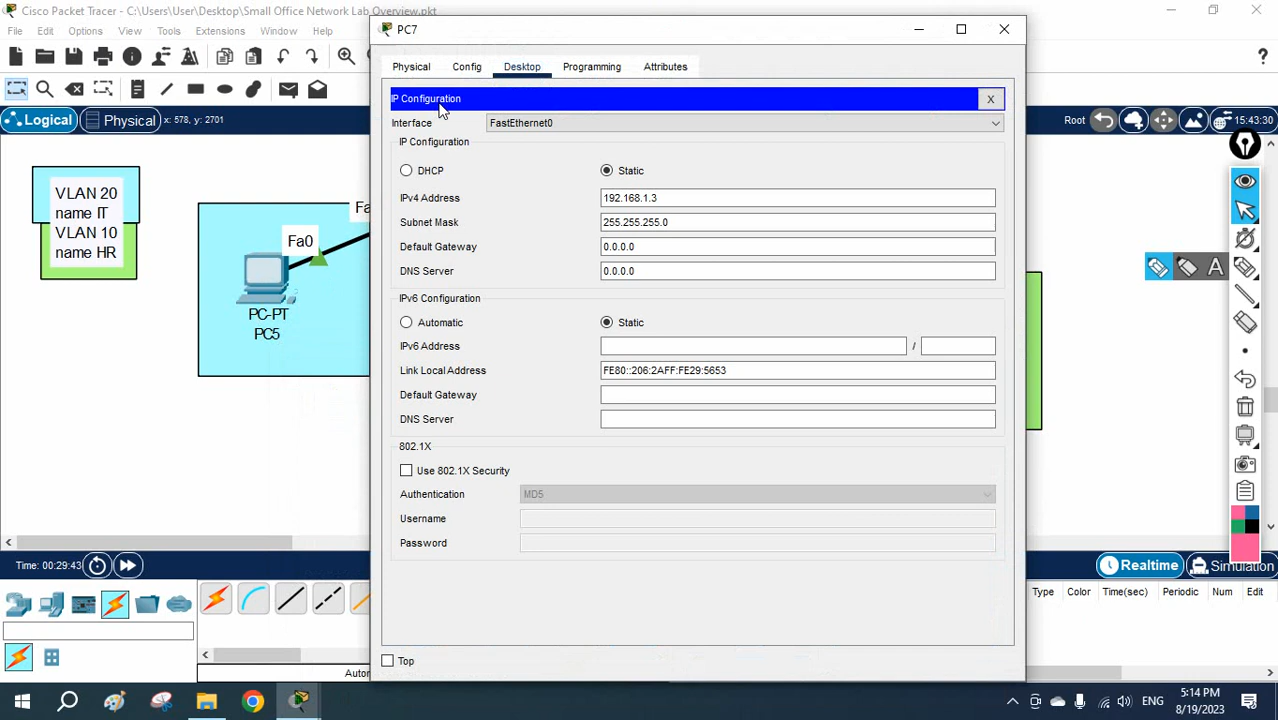 Cisco Packet Tracer - C:\Users\User\Desktop\Small Office Network Lab Overview.pkt
File Edit Options View Tools Extensions Window Help
Logical Physical x: 578, y: 2701
Root 15:43:30
VLAN 20
name IT
VLAN 10
name HR
Fa
Fa0
PC-PT
PC5
PC7
Physical Config Desktop Programming Attributes
IP Configuration X
Interface FastEthernet0
IP Configuration
DHCP Static
IPv4 Address 192.168.1.3
Subnet Mask 255.255.255.0
Default Gateway 0.0.0.0
DNS Server 0.0.0.0
IPv6 Configuration
Automatic Static
IPv6 Address /
Link Local Address FE80::206:2AFF:FE29:5653
Default Gateway
DNS Server
802.1X
Use 802.1X Security
Authentication MD5
Username
Password
Top
A
Time: 00:29:43
Realtime Simulation
Type Color Time(sec) Periodic Num Edit
Autor
ENG
5:14 PM
8/19/2023